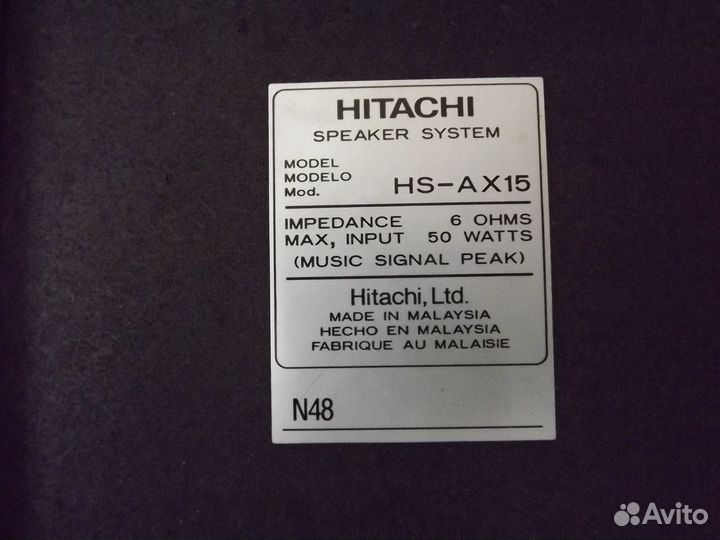 HITACHI
SPEAKER SYSTEM
MODEL
MODELO
Mod. HS-AX15
IMPEDANCE 6 OHMS
MAX, INPUT 50 WATTS
(MUSIC SIGNAL PEAK)
Hitachi, Ltd.
MADE IN MALAYSIA
HECHO EN MALAYSIA
FABRIQUE AU MALAISIE
N48
Avito